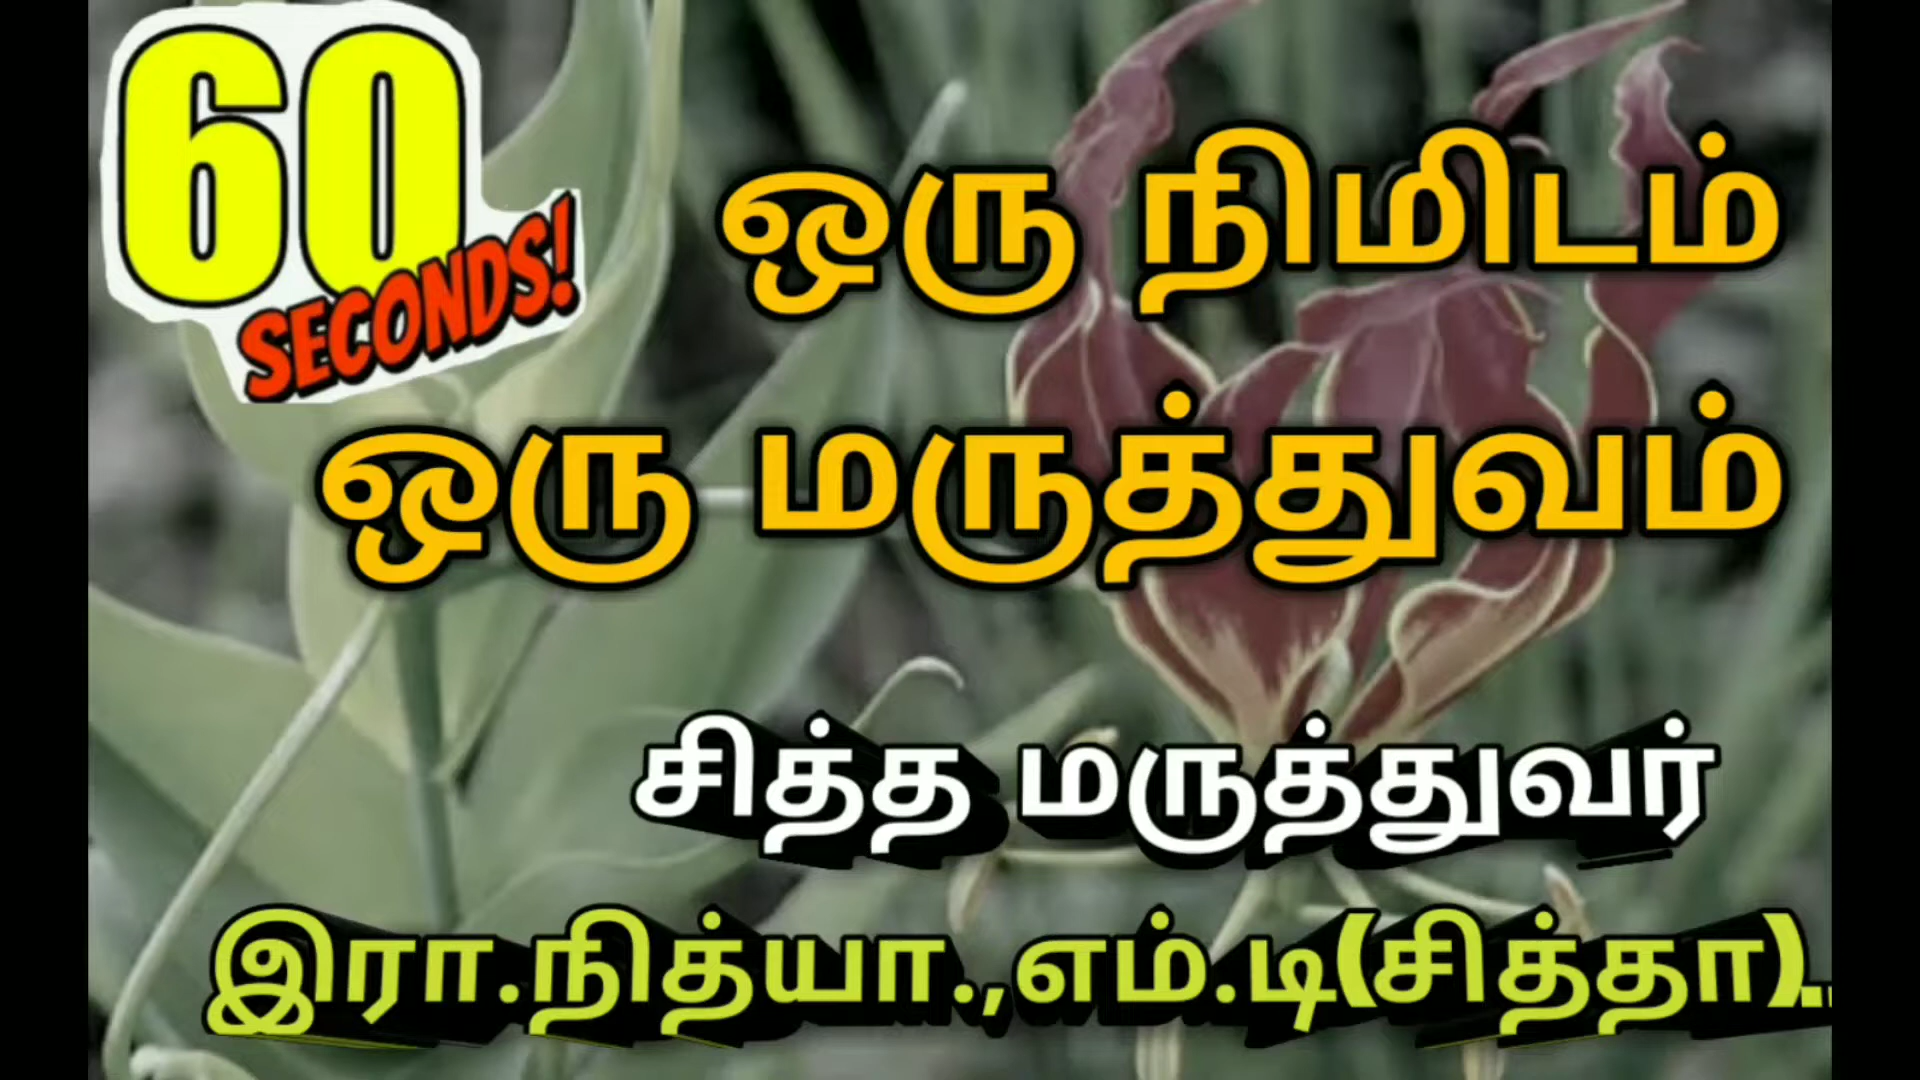 60
SECONDS!
ஒரு நிமிடம்
ஒரு மருத்துவம்
சித்த மருத்துவர்
இரா.நித்யா.,எம்.டி(சித்தா)..